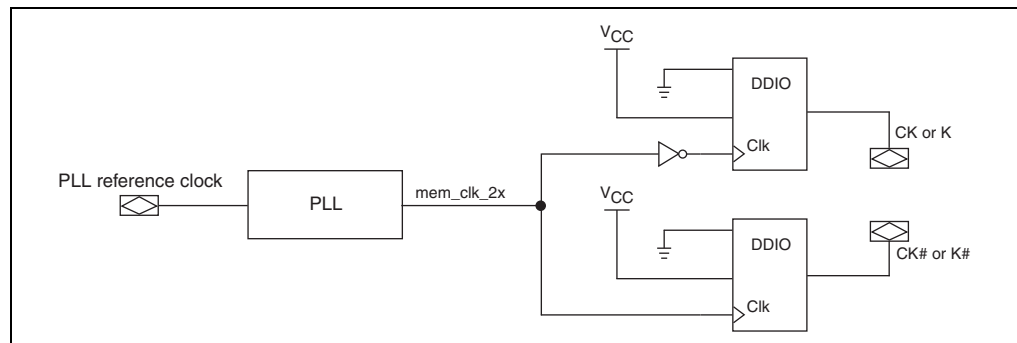 VCC
DDIO
CK or K
Clk
PLL reference clock
PLL
mem_clk_2x
VCC
DDIO
CK# or K#
Clk